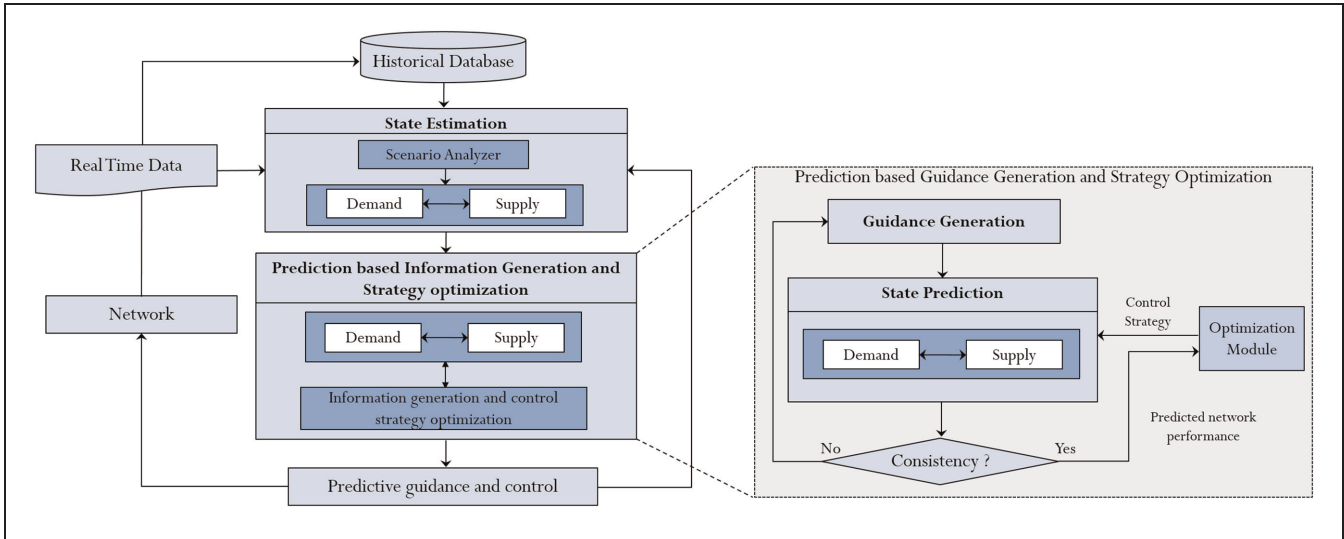 Historical Database
State Estimation
Scenario Analyzer
Real Time Data
Demand
Supply
Prediction based Information Generation and
Strategy optimization
Network
Demand
Supply
Information generation and control
strategy optimization
Predictive guidance and control
Prediction based Guidance Generation and Strategy Optimization
Guidance Generation
State Prediction
Control
Strategy
Optimization
Module
Demand
Supply
Predicted network
performance
No
Consistency ?
Yes